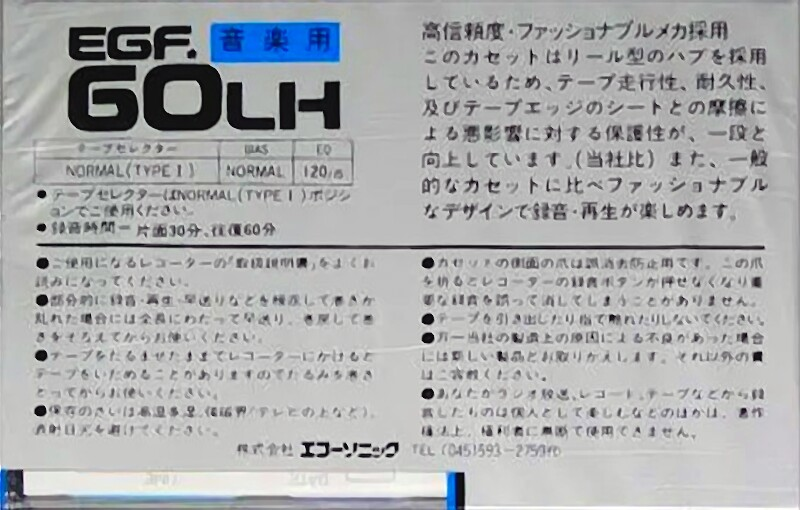 EGF. 音楽用
60LH
テープセレクター BIAS EQ
NORMAL(TYPE I) NORMAL 120μs
●テープセレクターはNORMAL(TYPE I)ポジシ
ョンでご使用ください。
●録音時間ー片面30分、往復60分
高信頼度・ファッショナブルメカ採用
このカセットはリール型のハブを採用
しているため、テープ走行性、耐久性、
及びテープエッジのシートとの摩擦に
よる悪影響に対する保護性が、一段と
向上しています。(当社比)また、一般
的なカセットに比べファッショナブル
なデザインで録音・再生が楽しめます。
●ご使用になるレコーダーの「取扱説明書」をよくお
読みになってください。
●部分的に録音・再生・早送りなどを頻度して巻きが
乱れた場合には全長にわたって早送り、巻戻して巻
きをそろえてからお使いください。
●テープをたるませたままでレコーダーにかけると
テープをいためることがありますのでたるみを巻き
とってからお使いください。
●保存のさいは高温多湿、強磁界(テレビの上など)、
直射日光を避けてください。
●カセットの側面の爪は誤消去防止用です。この爪
を折るとレコーダーの録音ボタンが押せなくなり重
要な録音を誤って消してしまうことがありません。
●テープを引き出したり指で触れたりしないでください。
●万一当社の製造上の原因による不良があった場合
には新しい製品とお取りかえします。それ以外の責
はご容赦ください。
●あなたがラジオ放送、レコード、テープなどから録
音したものは個人として楽しむなどのほかは、著作
権法上、権利者に無断で使用できません。
株式会社 エコーソニック TEL (045)593-2759㈹